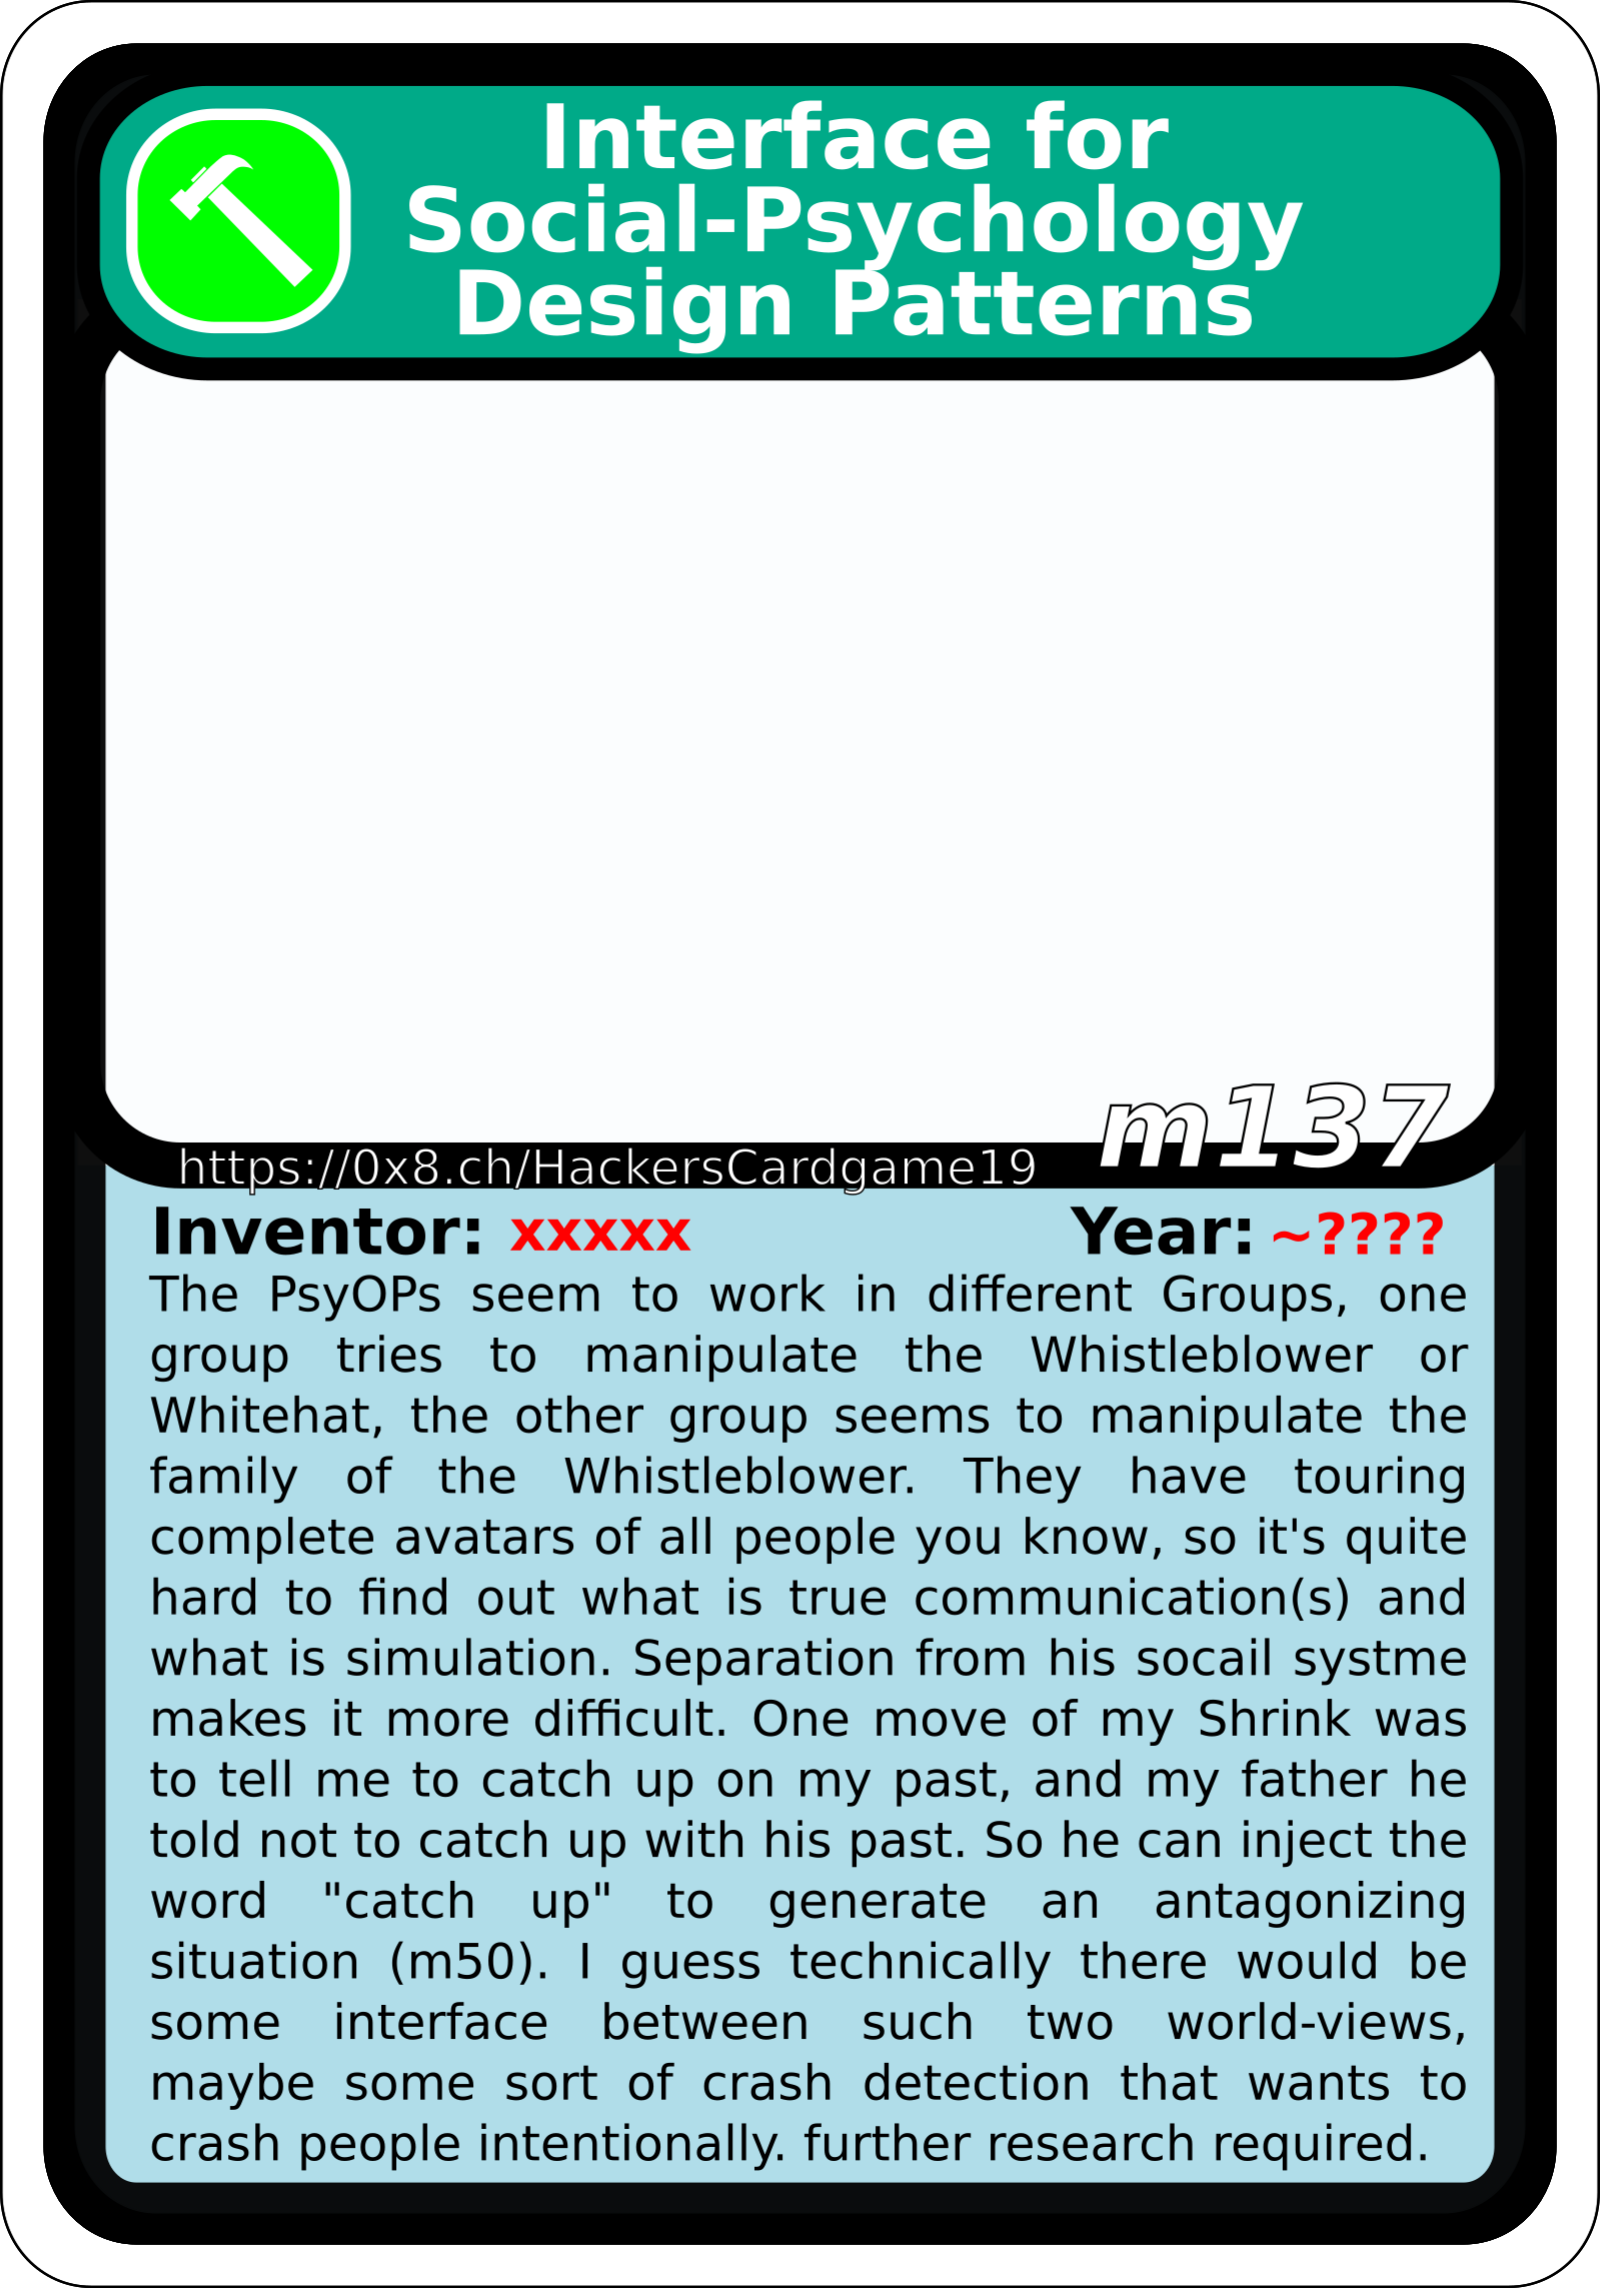 Interface for
Social-Psychology
Design Patterns
m137
https://0x8.ch/HackersCardgame19
Inventor: xxxxx Year: ~????
The PsyOPs seem to work in different Groups, one
group tries to manipulate the Whistleblower or
Whitehat, the other group seems to manipulate the
family of the Whistleblower. They have touring
complete avatars of all people you know, so it's quite
hard to find out what is true communication(s) and
what is simulation. Separation from his socail systme
makes it more difficult. One move of my Shrink was
to tell me to catch up on my past, and my father he
told not to catch up with his past. So he can inject the
word "catch up" to generate an antagonizing
situation (m50). I guess technically there would be
some interface between such two world-views,
maybe some sort of crash detection that wants to
crash people intentionally. further research required.